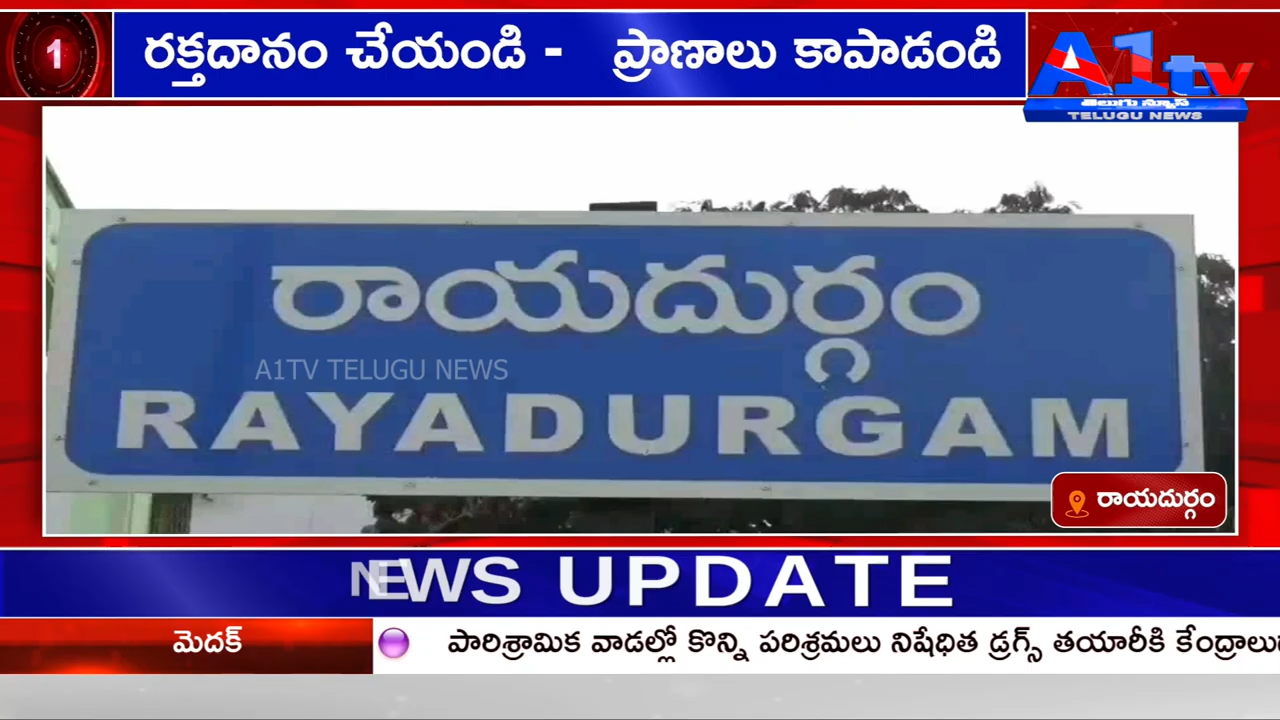 1
రక్తదానం చేయండి - ప్రాణాలు కాపాడండి
A1tv
తెలుగు న్యూస్
TELUGU NEWS
రాయదుర్గం
A1TV TELUGU NEWS
RAYADURGAM
రాయదుర్గం
NEWS UPDATE
మెదక్
పారిశ్రామిక వాడల్లో కొన్ని పరిశ్రమలు నిషేధిత డ్రగ్స్ తయారీకి